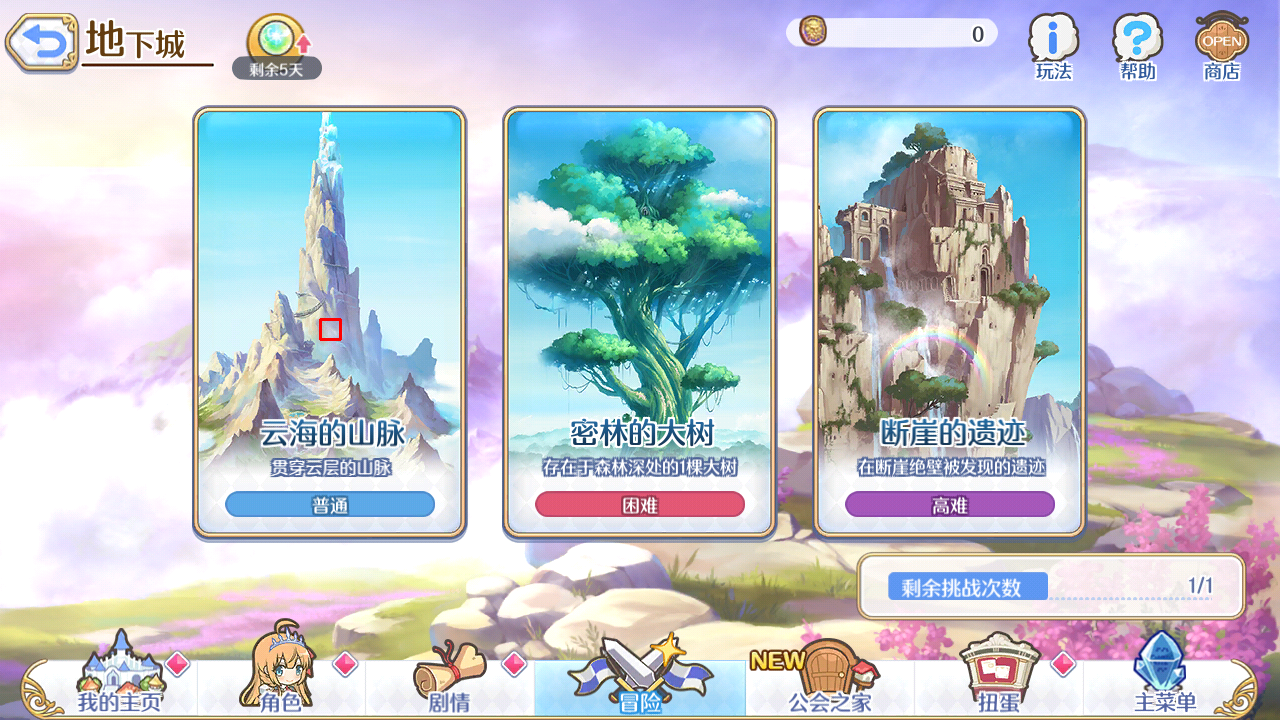 地下城
剩余5天
0
玩法
帮助
OPEN
商店
云海的山脉
贯穿云层的山脉
普通
密林的大树
存在于森林深处的1棵大树
困难
断崖的遗迹
在断崖绝壁被发现的遗迹
高难
剩余挑战次数
1/1
我的主页
角色
剧情
冒险
NEW
公会之家
扭蛋
主菜单